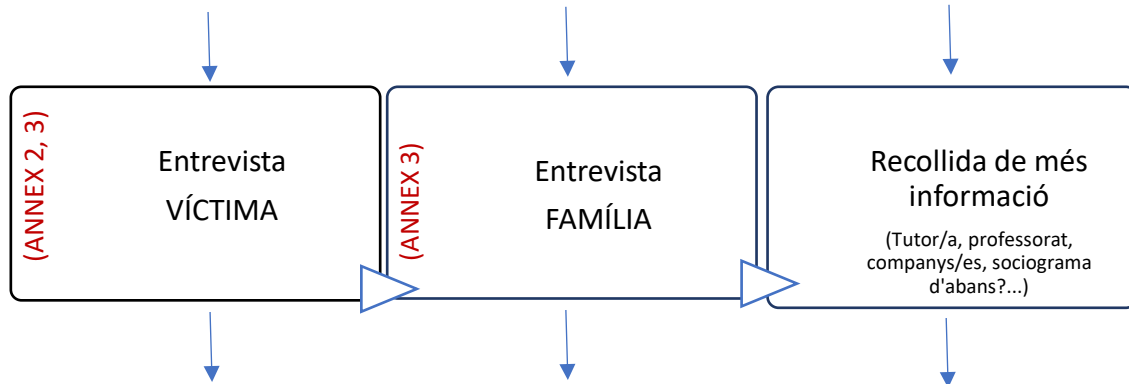 (ANNEX 2, 3)
Entrevista
VÍCTIMA
(ANNEX 3)
Entrevista
FAMÍLIA
Recollida de més
informació
(Tutor/a, professorat,
companys/es, sociograma
d'abans?...)